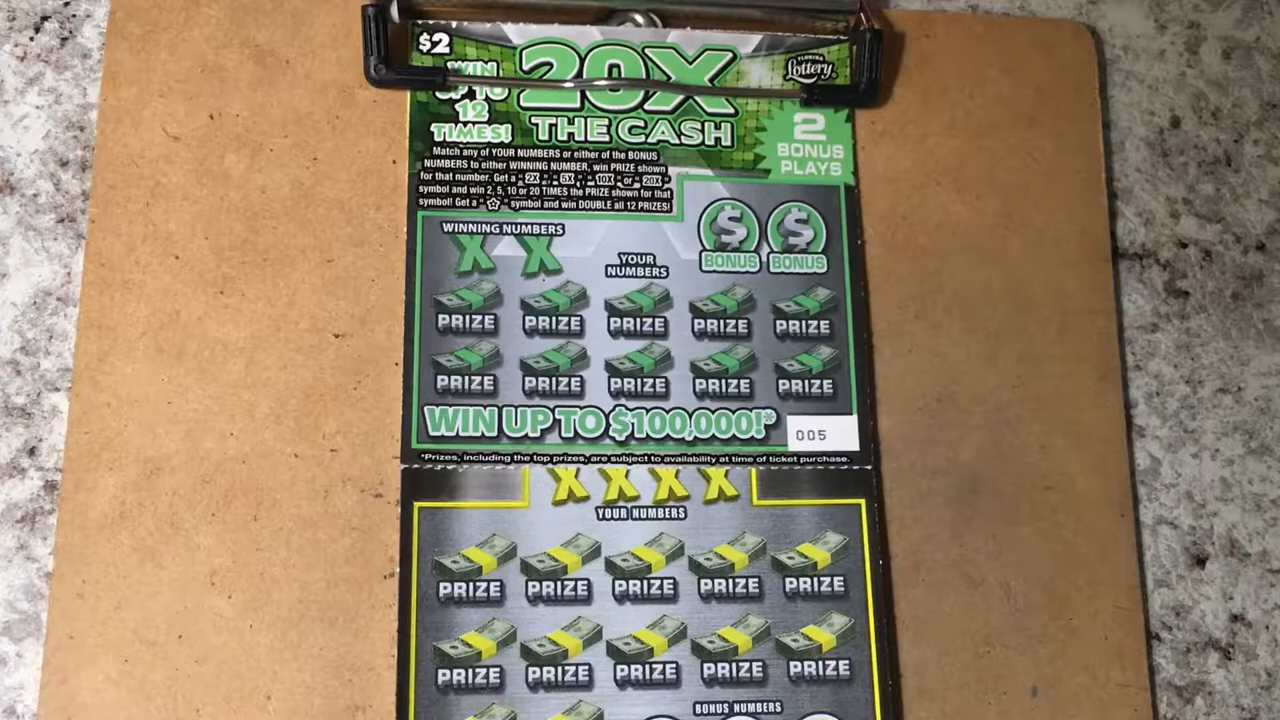 $2
WIN
UP TO
12
TIMES!
20X
THE CASH
FLORIDA
Lottery
2
BONUS
PLAYS
Match any of YOUR NUMBERS or either of the BONUS
NUMBERS to either WINNING NUMBER, win PRIZE shown
for that number. Get a "2X", "5X", "10X" or "20X"
symbol and win 2, 5, 10 or 20 TIMES the PRIZE shown for that
symbol! Get a "☆" symbol and win DOUBLE all 12 PRIZES!
WINNING NUMBERS
X X
YOUR
NUMBERS
$ $
BONUS BONUS
PRIZE PRIZE PRIZE PRIZE PRIZE
PRIZE PRIZE PRIZE PRIZE PRIZE
WIN UP TO $100,000!*
005
*Prizes, including the top prizes, are subject to availability at time of ticket purchase.
X X X X
YOUR NUMBERS
PRIZE PRIZE PRIZE PRIZE PRIZE
PRIZE PRIZE PRIZE PRIZE PRIZE
BONUS NUMBERS